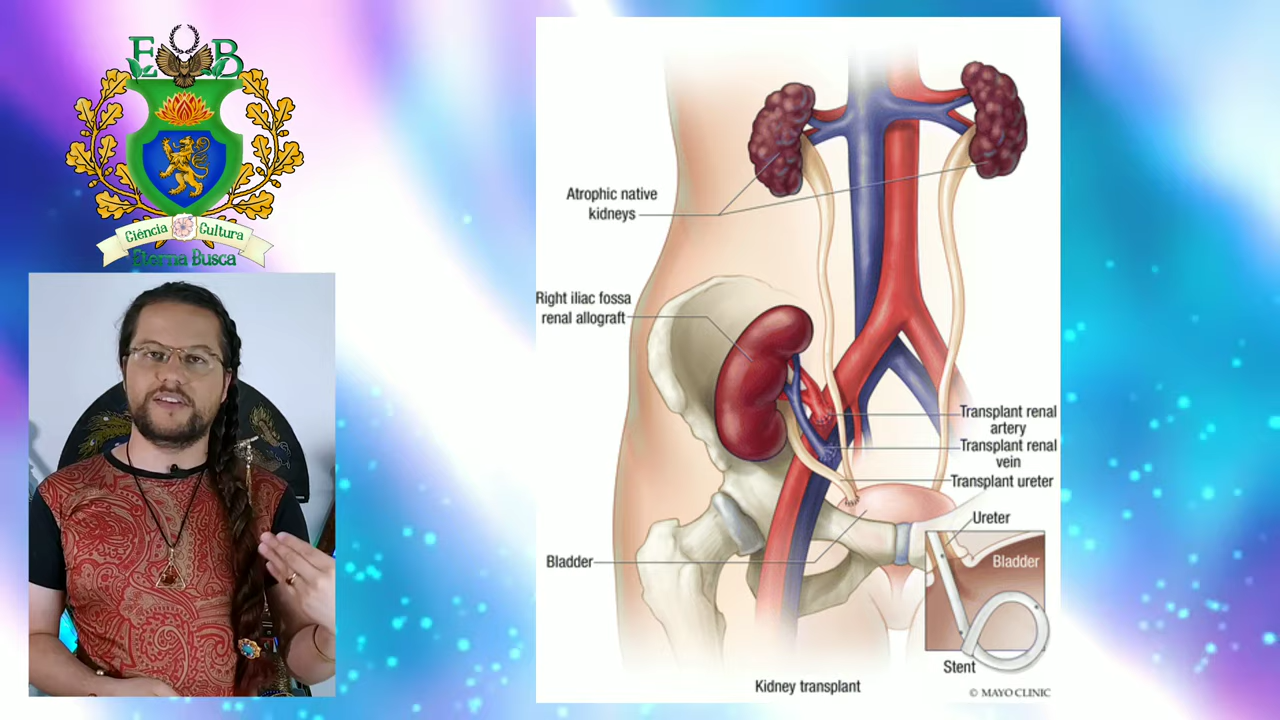 E B
Ciência Cultura
Eterna Busca
Atrophic native
kidneys
Right iliac fossa
renal allograft
Transplant renal
artery
Transplant renal
vein
Transplant ureter
Ureter
Bladder
Bladder
Stent
Kidney transplant
© MAYO CLINIC